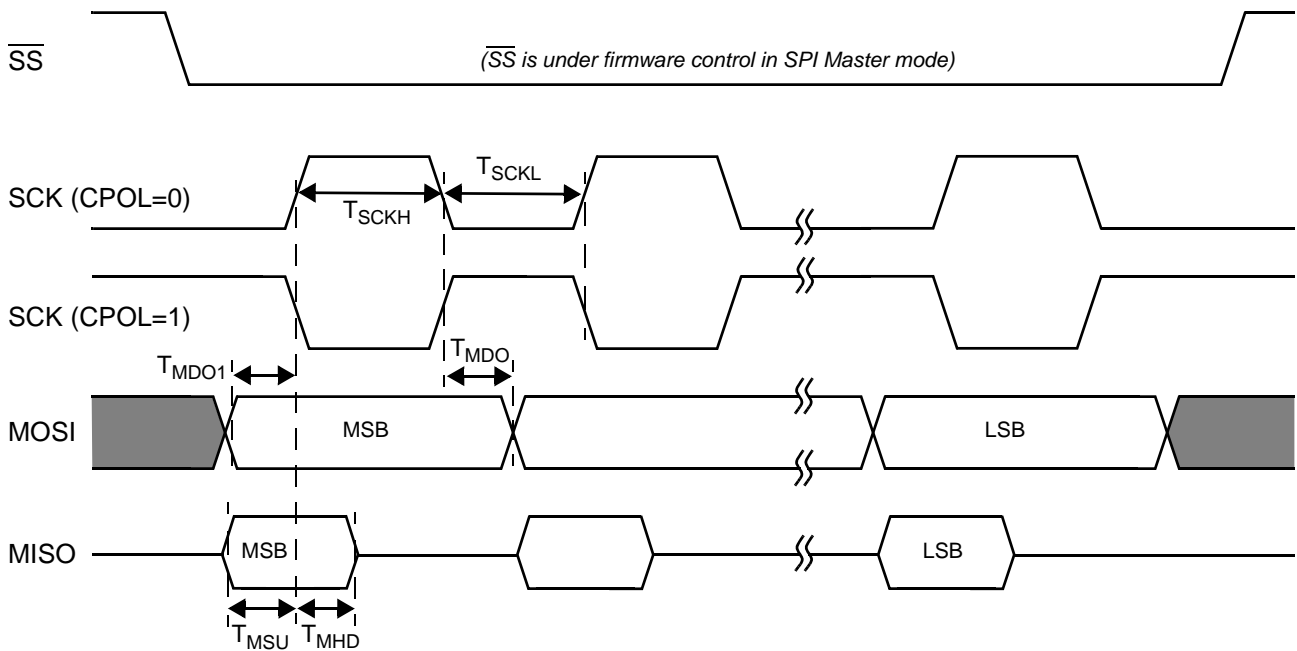 SS
(SS is under firmware control in SPI Master mode)
TSCKL
SCK (CPOL=0)
TSCKH
SCK (CPOL=1)
TMDO1
TMDO
MOSI
MSB
LSB
MISO
MSB
LSB
TMSU
TMHD